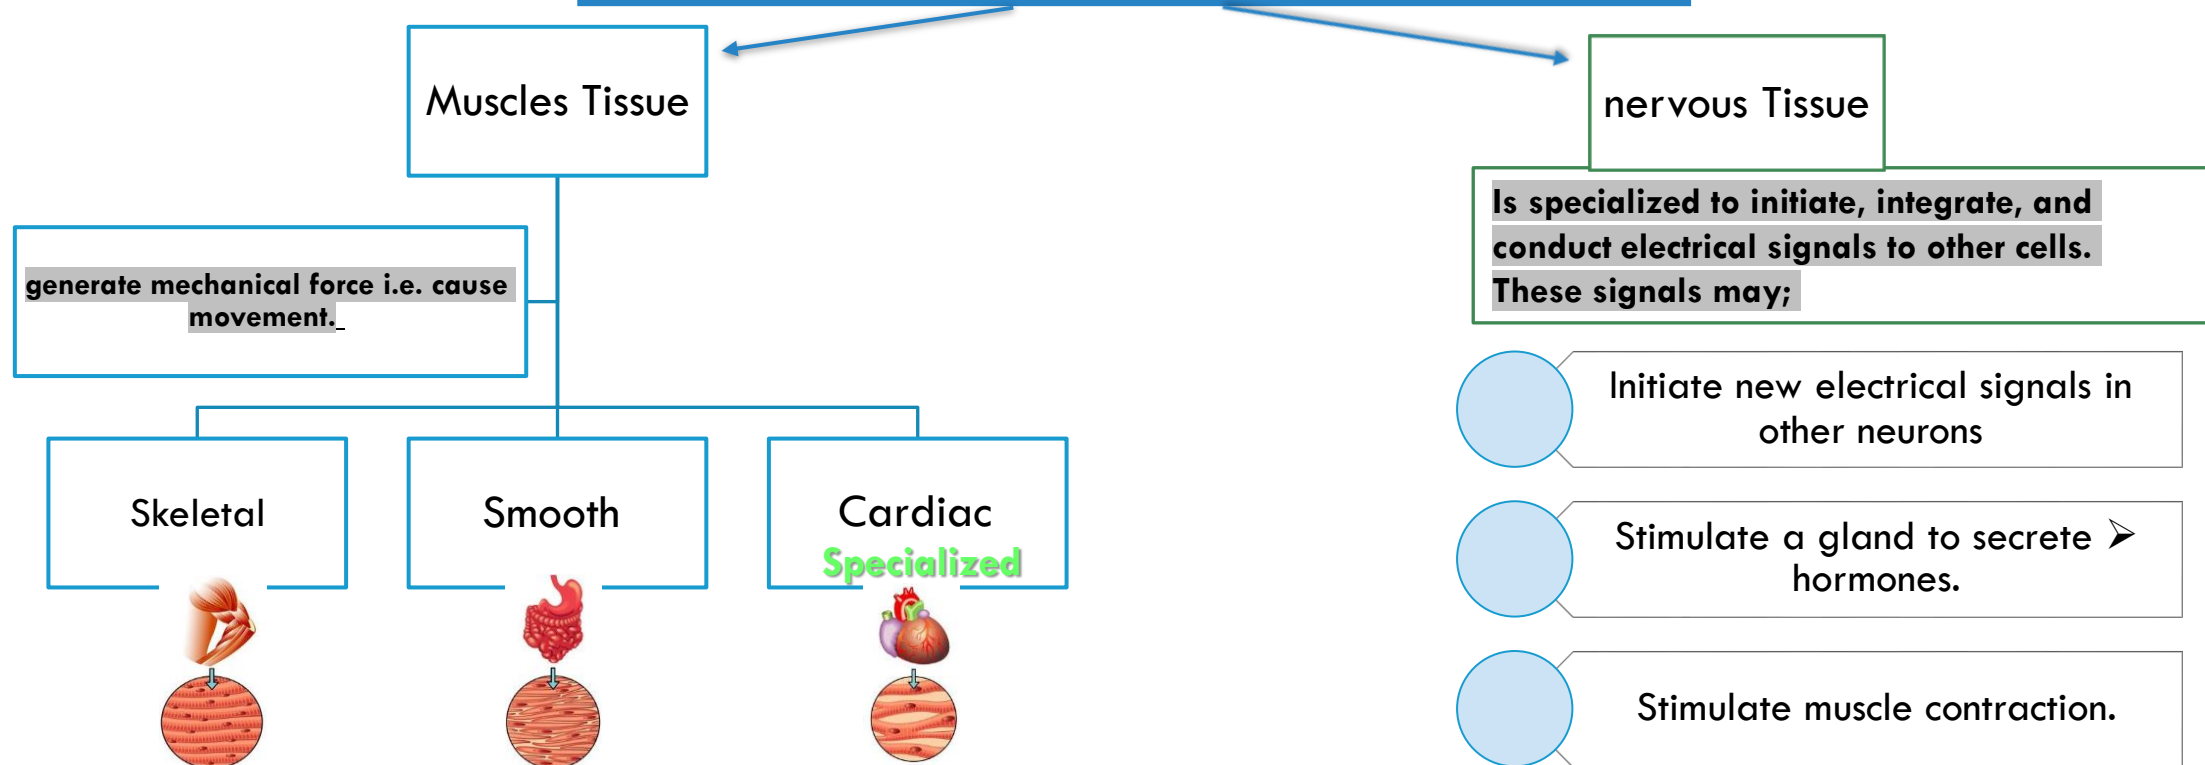 Muscles Tissue
generate mechanical force i.e. cause
movement.
Skeletal
Smooth
Cardiac
Specialized
nervous Tissue
Is specialized to initiate, integrate, and
conduct electrical signals to other cells.
These signals may;
Initiate new electrical signals in
other neurons
Stimulate a gland to secrete ➢
hormones.
Stimulate muscle contraction.